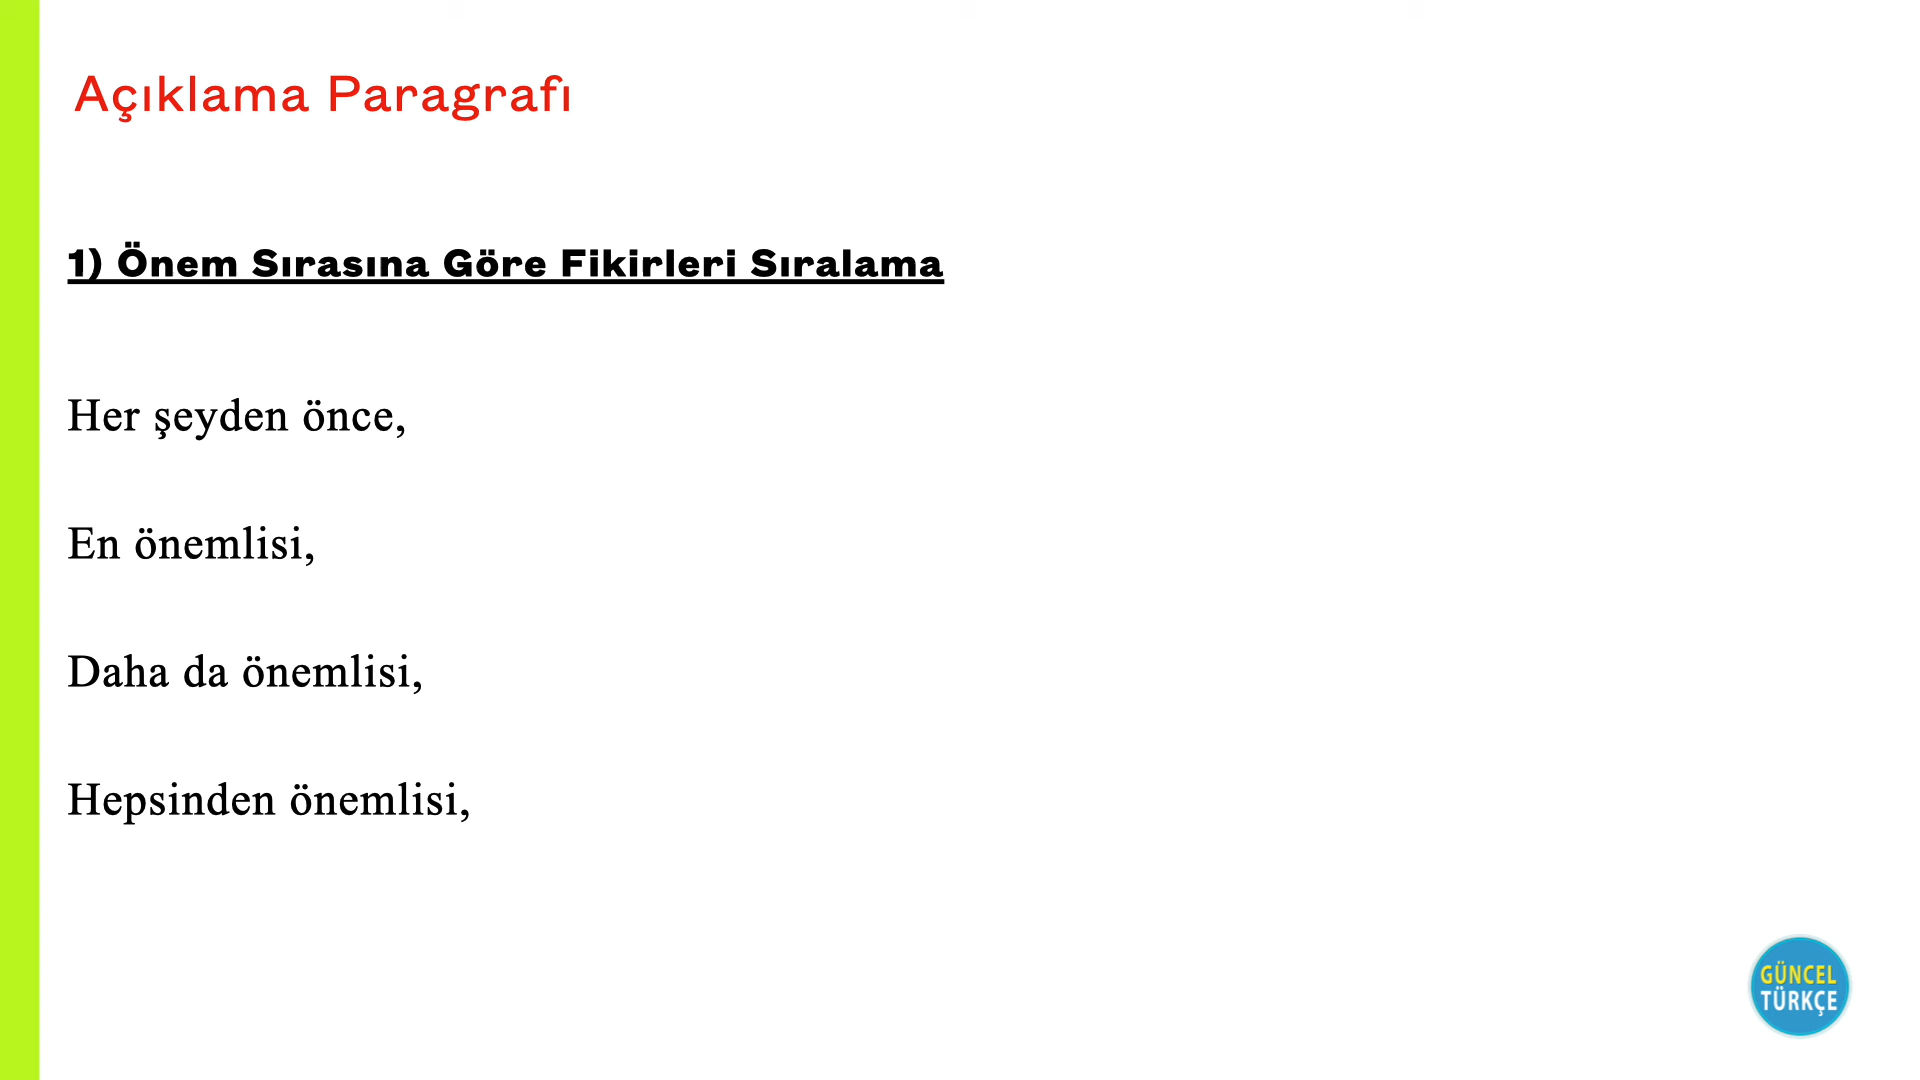 Açıklama Paragrafı
1) Önem Sırasına Göre Fikirleri Sıralama
Her şeyden önce,
En önemlisi,
Daha da önemlisi,
Hepsinden önemlisi,
GÜNCEL
TÜRKÇE